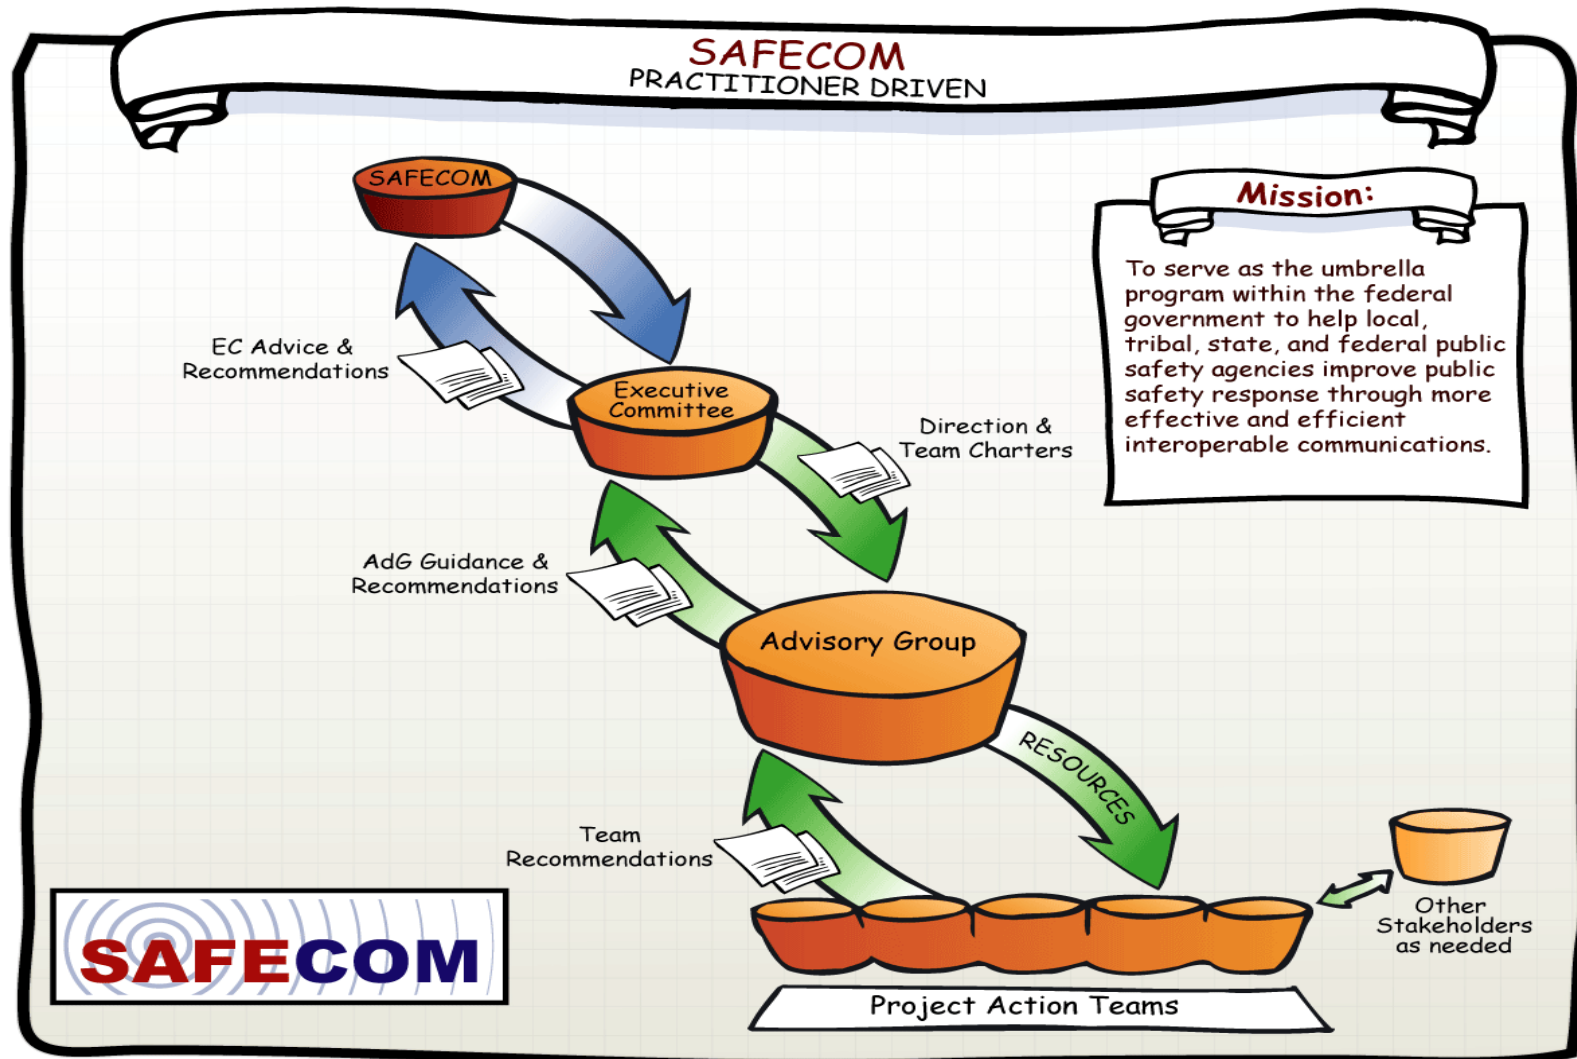 SAFECOM
PRACTITIONER DRIVEN
SAFECOM
Mission:
To serve as the umbrella
program within the federal
government to help local,
tribal, state, and federal public
safety agencies improve public
safety response through more
effective and efficient
interoperable communications.
EC Advice &
Recommendations
Executive
Committee
Direction &
Team Charters
AdG Guidance &
Recommendations
Advisory Group
RESOURCES
Team
Recommendations
Other
Stakeholders
as needed
SAFECOM
Project Action Teams